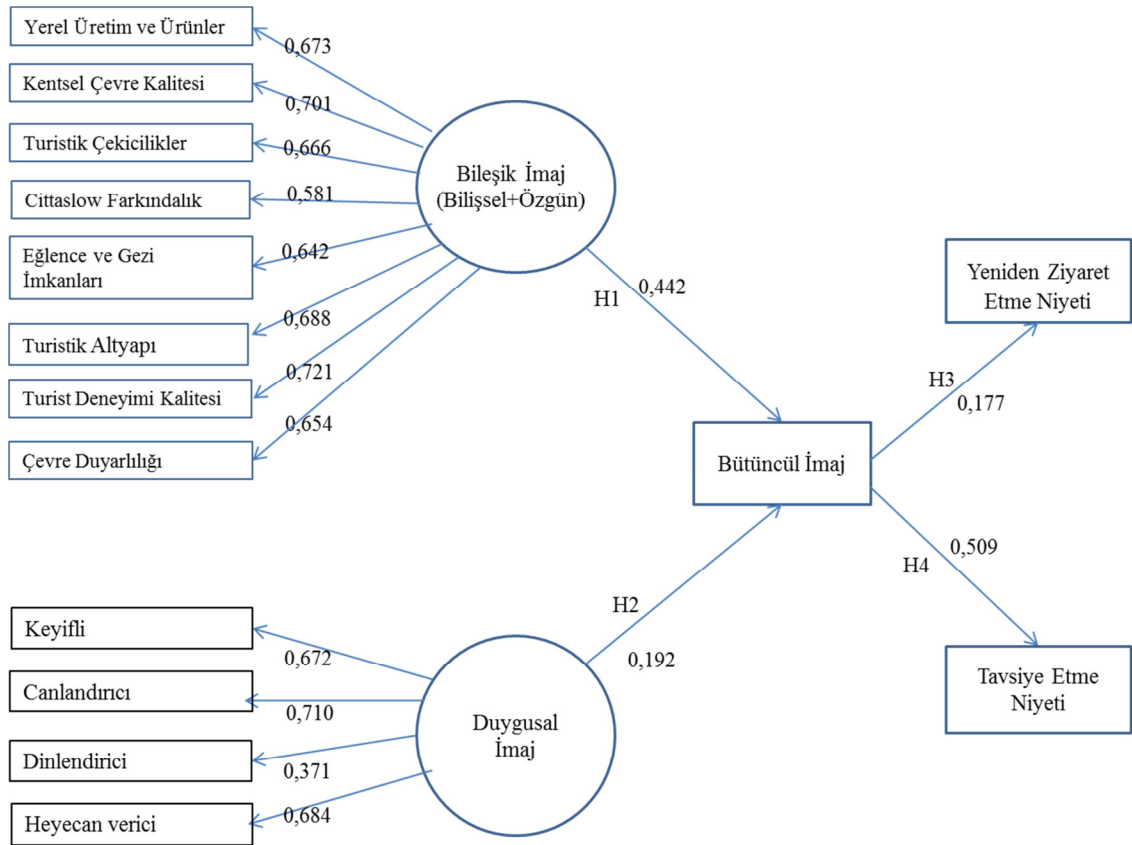 Yerel Üretim ve Ürünler
0,673
Kentsel Çevre Kalitesi
0,701
Turistik Çekicilikler
0,666
Cittaslow Farkındalık
0,581
Eğlence ve Gezi
İmkanları
0,642
Turistik Altyapı
0,688
Turist Deneyimi Kalitesi
0,721
Çevre Duyarlılığı
0,654
Bileşik İmaj
(Bilişsel+Özgün)
H1
0,442
Yeniden Ziyaret
Etme Niyeti
H3
0,177
Bütüncül İmaj
0,509
H4
H2
0,192
Tavsiye Etme
Niyeti
Keyifli
0,672
Canlandırıcı
0,710
Dinlendirici
0,371
Heyecan verici
0,684
Duygusal
İmaj